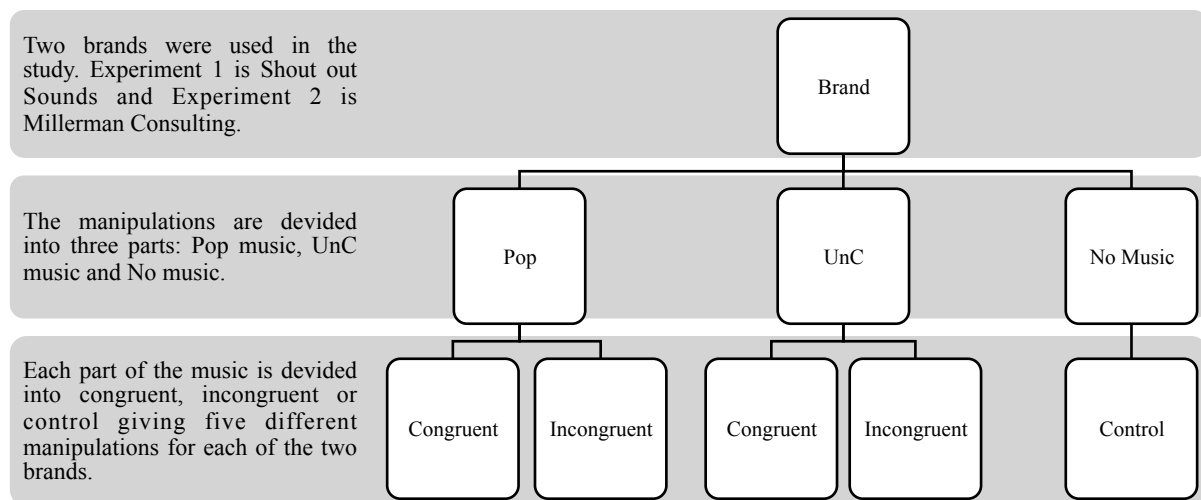 Two brands were used in the
study. Experiment 1 is Shout out
Sounds and Experiment 2 is
Millerman Consulting.
Brand
The manipulations are devided
into three parts: Pop music, UnC
music and No music.
Pop
UnC
No Music
Each part of the music is devided
into congruent, incongruent or
control giving five different
manipulations for each of the two
brands.
Congruent
Incongruent
Congruent
Incongruent
Control